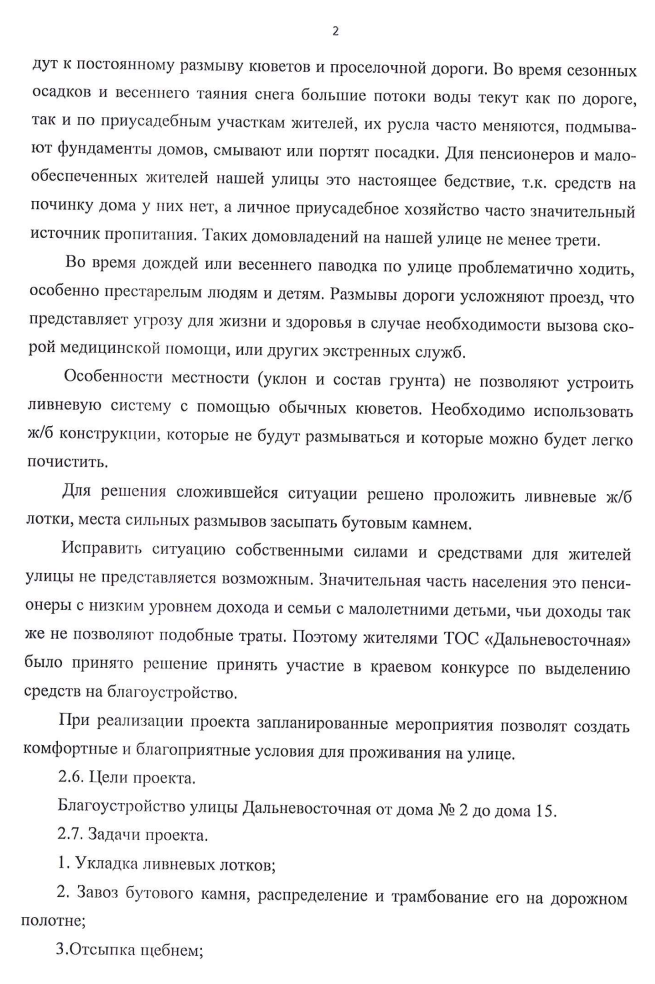 2
дут к постоянному размыву кюветов и проселочной дороги. Во время сезонных
осадков и весеннего таяния снега большие потоки воды текут как по дороге,
так и по приусадебным участкам жителей, их русла часто меняются, подмыва-
ют фундаменты домов, смывают или портят посадки. Для пенсионеров и мало-
обеспеченных жителей нашей улицы это настоящее бедствие, т.к. средств на
починку дома у них нет, а личное приусадебное хозяйство часто значительный
источник пропитания. Таких домовладений на нашей улице не менее трети.
Во время дождей или весеннего паводка по улице проблематично ходить,
особенно престарелым людям и детям. Размывы дороги усложняют проезд, что
представляет угрозу для жизни и здоровья в случае необходимости вызова ско-
рой медицинской помощи, или других экстренных служб.
Особенности местности (уклон и состав грунта) не позволяют устроить
ливневую систему с помощью обычных кюветов. Необходимо использовать
ж/б конструкции, которые не будут размываться и которые можно будет легко
почистить.
Для решения сложившейся ситуации решено проложить ливневые ж/б
лотки, места сильных размывов засыпать бутовым камнем.
Исправить ситуацию собственными силами и средствами для жителей
улицы не представляется возможным. Значительная часть населения это пенси-
онеры с низким уровнем дохода и семьи с малолетними детьми, чьи доходы так
же не позволяют подобные траты. Поэтому жителями ТОС «Дальневосточная»
было принято решение принять участие в краевом конкурсе по выделению
средств на благоустройство.
При реализации проекта запланированные мероприятия позволят создать
комфортные и благоприятные условия для проживания на улице.
2.6. Цели проекта.
Благоустройство улицы Дальневосточная от дома № 2 до дома 15.
2.7. Задачи проекта.
1. Укладка ливневых лотков;
2. Завоз бутового камня, распределение и трамбование его на дорожном
полотне;
3.Отсыпка щебнем;